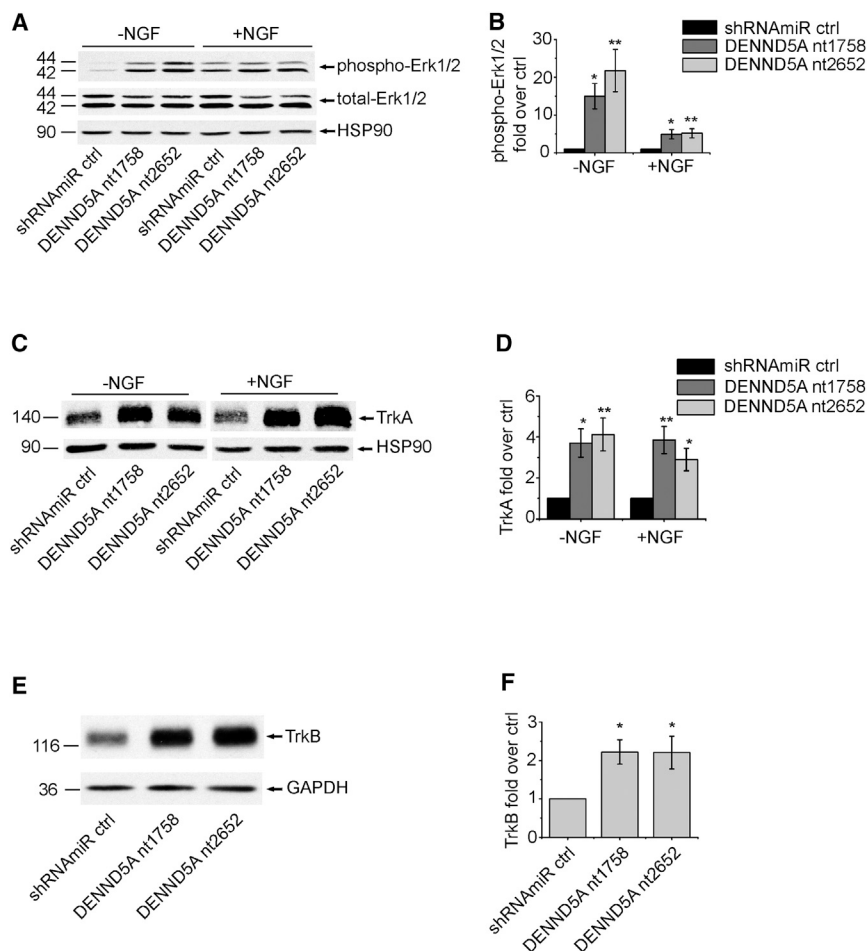 A
-NGF +NGF
44
42
phospho-Erk1/2
44
42
total-Erk1/2
90
HSP90
shRNAmiR ctrl
DENND5A nt1758
DENND5A nt2652
shRNAmiR ctrl
DENND5A nt1758
DENND5A nt2652
B
shRNAmiR ctrl
DENND5A nt1758
DENND5A nt2652
phospho-Erk1/2
fold over ctrl
30
20
10
0
* **
* **
-NGF +NGF
C
-NGF +NGF
140
TrkA
90
HSP90
shRNAmiR ctrl
DENND5A nt1758
DENND5A nt2652
shRNAmiR ctrl
DENND5A nt1758
DENND5A nt2652
D
shRNAmiR ctrl
DENND5A nt1758
DENND5A nt2652
TrkA fold over ctrl
6
4
2
0
* **
** *
-NGF +NGF
E
116
TrkB
36
GAPDH
shRNAmiR ctrl
DENND5A nt1758
DENND5A nt2652
F
TrkB fold over ctrl
3
2
1
0
* *
shRNAmiR ctrl
DENND5A nt1758
DENND5A nt2652